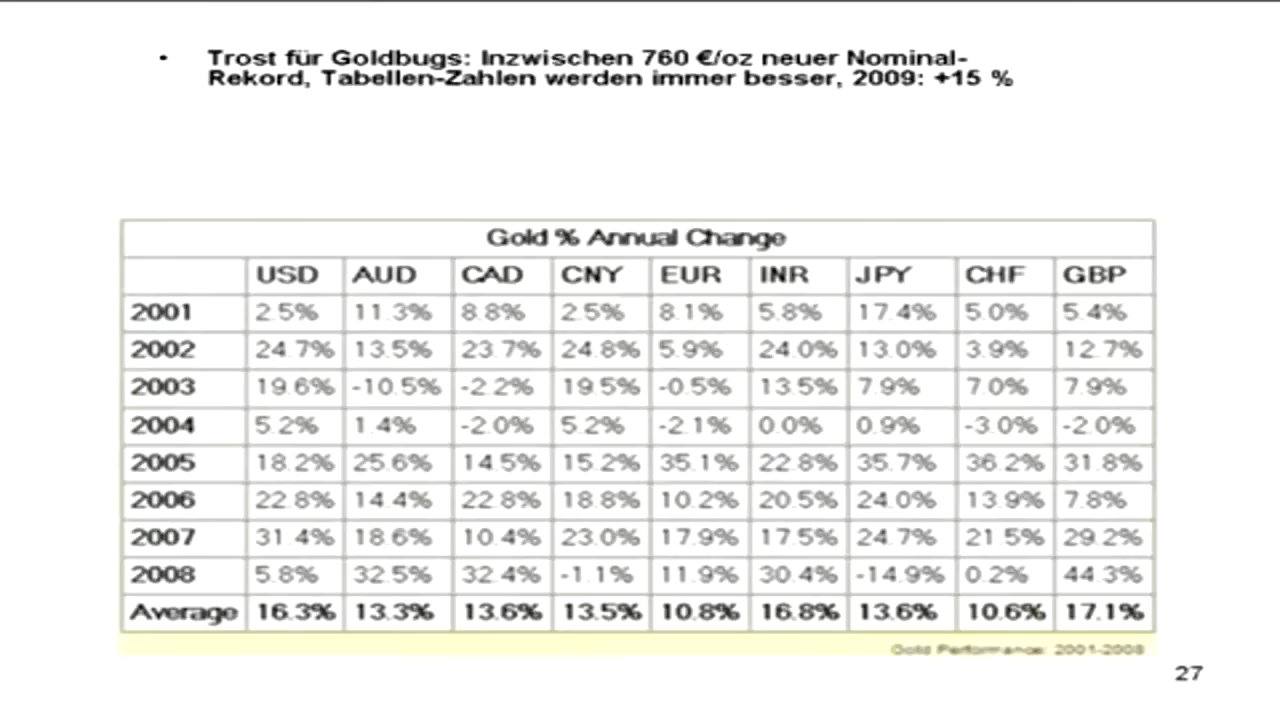 • Trost für Goldbugs: Inzwischen 760 €/oz neuer Nominal-
Rekord, Tabellen-Zahlen werden immer besser, 2009: +15 %
Gold % Annual Change
USD AUD CAD CNY EUR INR JPY CHF GBP
2001 2.5% 11.3% 8.8% 2.5% 8.1% 5.8% 17.4% 5.0% 5.4%
2002 24.7% 13.5% 23.7% 24.8% 5.9% 24.0% 13.0% 3.9% 12.7%
2003 19.6% -10.5% -2.2% 19.5% -0.5% 13.5% 7.9% 7.0% 7.9%
2004 5.2% 1.4% -2.0% 5.2% -2.1% 0.0% 0.9% -3.0% -2.0%
2005 18.2% 25.6% 14.5% 15.2% 35.1% 22.8% 35.7% 36.2% 31.8%
2006 22.8% 14.4% 22.8% 18.8% 10.2% 20.5% 24.0% 13.9% 7.8%
2007 31.4% 18.6% 10.4% 23.0% 17.9% 17.5% 24.7% 21.5% 29.2%
2008 5.8% 32.5% 32.4% -1.1% 11.9% 30.4% -14.9% 0.2% 44.3%
Average 16.3% 13.3% 13.6% 13.5% 10.8% 16.8% 13.6% 10.6% 17.1%
Gold Performance: 2001-2008
27